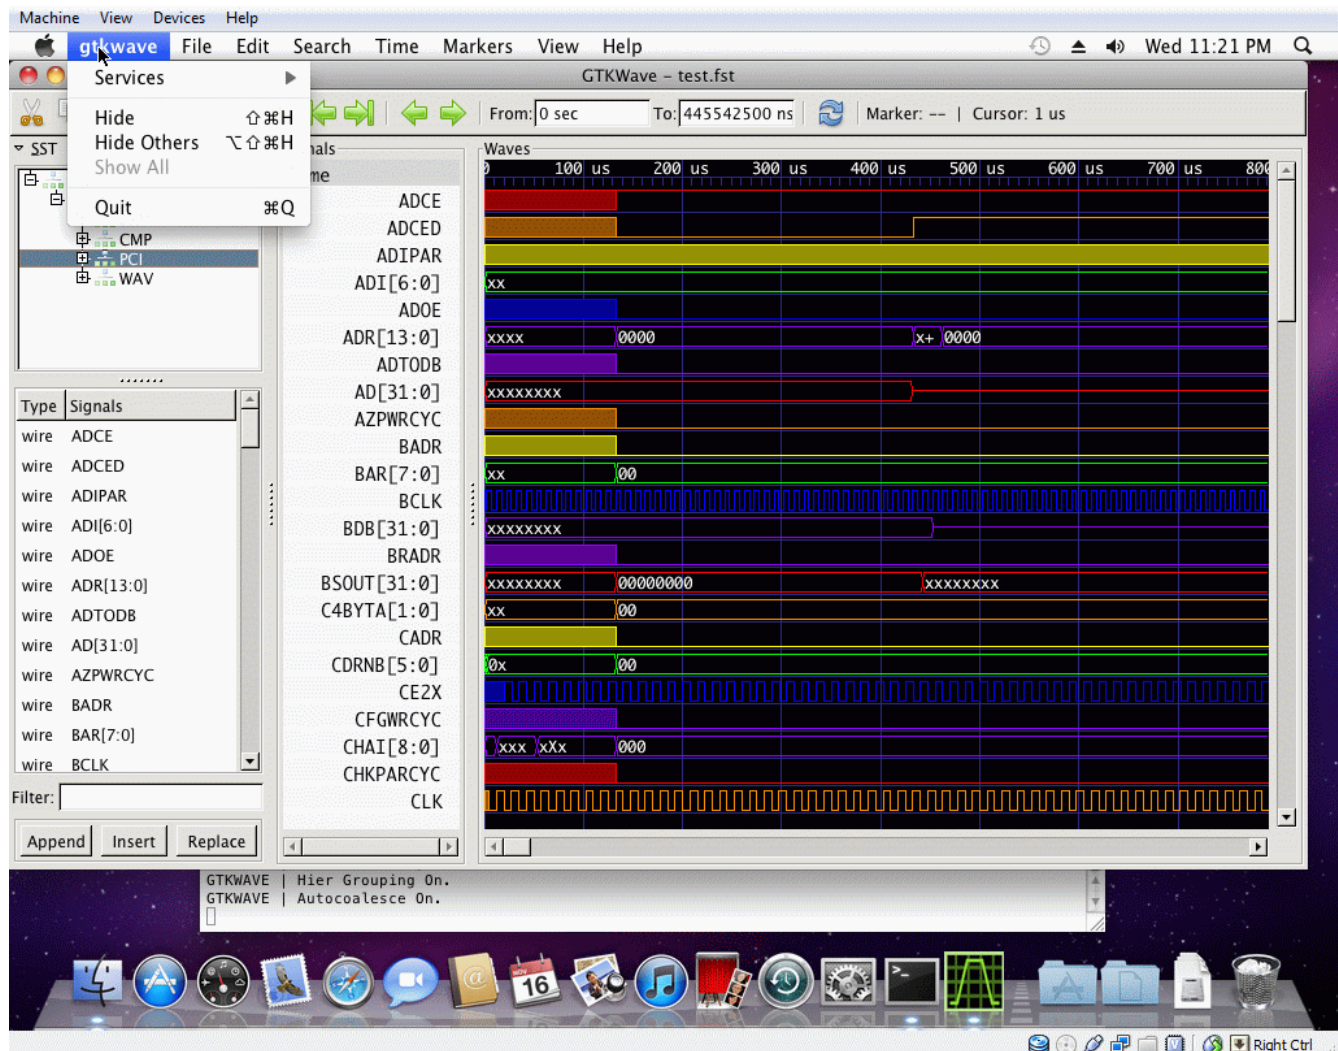 Machine View Devices Help
gtkwave File Edit Search Time Markers View Help Wed 11:21 PM
GTKWave – test.fst
Services
Hide ⇧⌘H
Hide Others ⌥⇧⌘H
Show All
Quit ⌘Q
From: 0 sec To: 445542500 ns Marker: -- | Cursor: 1 us
SST
CMP
PCI
WAV
Type Signals
wire ADCE
wire ADCED
wire ADIPAR
wire ADI[6:0]
wire ADOE
wire ADR[13:0]
wire ADTODB
wire AD[31:0]
wire AZPWRCYC
wire BADR
wire BAR[7:0]
wire BCLK
Filter:
Append Insert Replace
nals
me
ADCE
ADCED
ADIPAR
ADI[6:0]
ADOE
ADR[13:0]
ADTODB
AD[31:0]
AZPWRCYC
BADR
BAR[7:0]
BCLK
BDB[31:0]
BRADR
BSOUT[31:0]
C4BYTA[1:0]
CADR
CDRNB[5:0]
CE2X
CFGWRCYC
CHAI[8:0]
CHKPARCYC
CLK
Waves
100 us 200 us 300 us 400 us 500 us 600 us 700 us 800
xx
xxxx 0000 x+ 0000
xxxxxxxx
xx 00
xxxxxxxx
xxxxxxxx 00000000 xxxxxxxx
xx 00
0x 00
xxx xXx 000
GTKWAVE | Hier Grouping On.
GTKWAVE | Autocoalesce On.
NOV
16
Right Ctrl